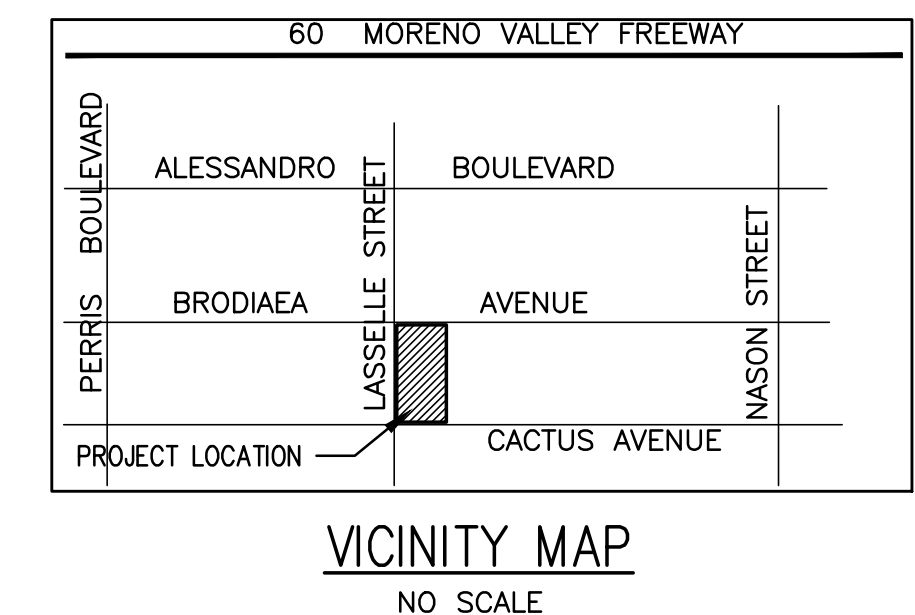 60 MORENO VALLEY FREEWAY
PERRIS BOULEVARD
ALESSANDRO BOULEVARD
LASSELLE STREET
NASON STREET
BRODIAEA AVENUE
CACTUS AVENUE
PROJECT LOCATION
VICINITY MAP
NO SCALE